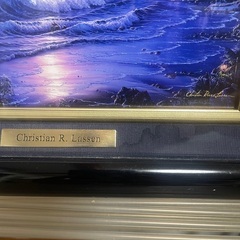 Christian R. Lassen